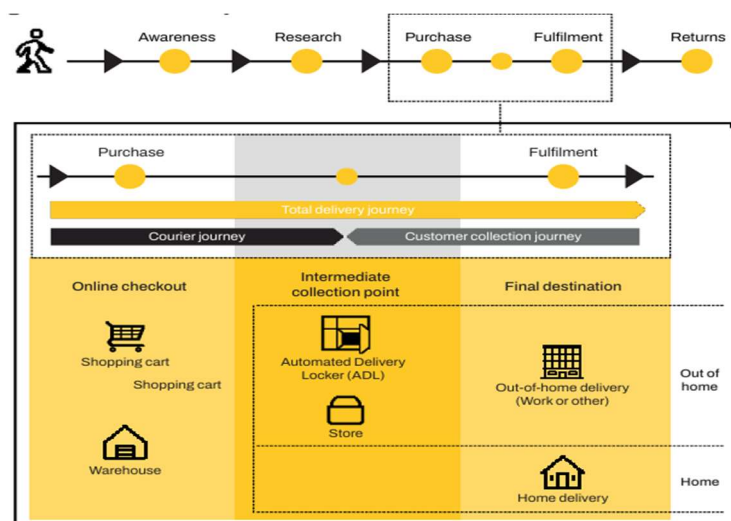 Awareness
Research
Purchase
Fulfilment
Returns
Purchase
Fulfilment
Total delivery journey
Courier journey
Customer collection journey
Online checkout
Intermediate
collection point
Final destination
Shopping cart
Shopping cart
Warehouse
Automated Delivery
Locker (ADL)
Store
Out-of-home delivery
(Work or other)
Home delivery
Out of
home
Home